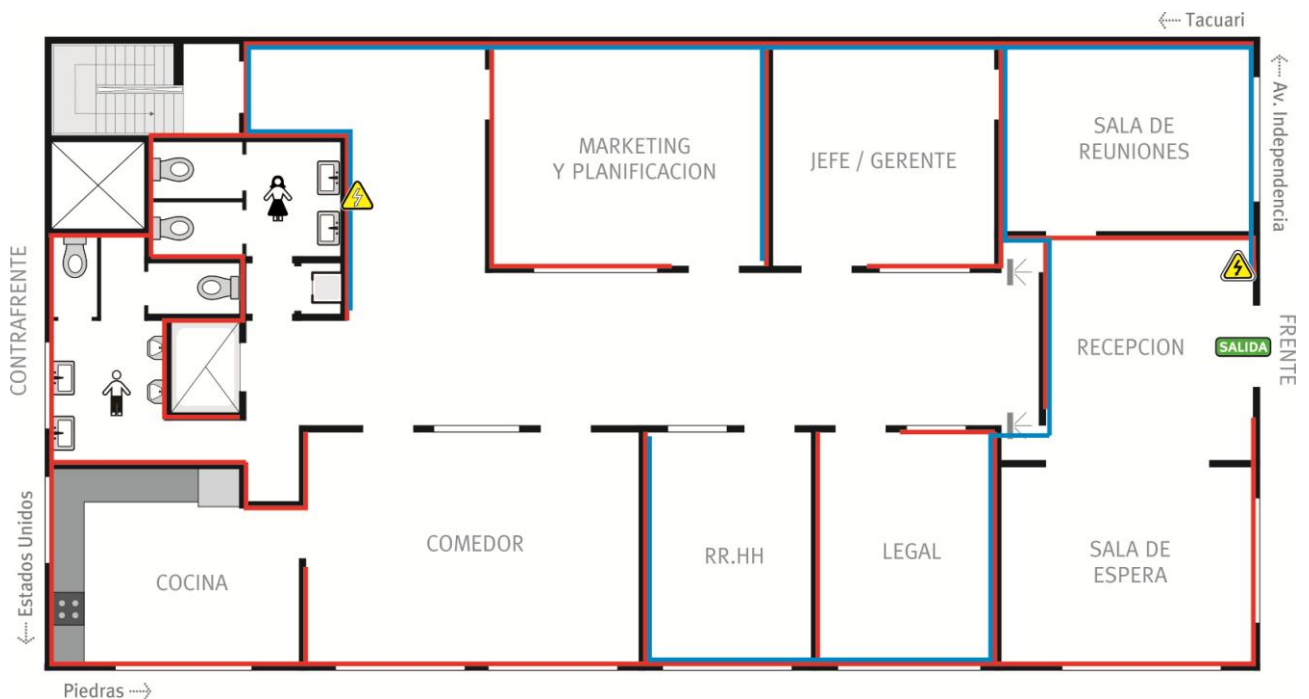 Tacuari
Av. Independencia
MARKETING
Y PLANIFICACION
JEFE / GERENTE
SALA DE
REUNIONES
CONTRAFRENTE
RECEPCION
SALIDA
FRENTE
Estados Unidos
COCINA
COMEDOR
RR.HH
LEGAL
SALA DE
ESPERA
Piedras